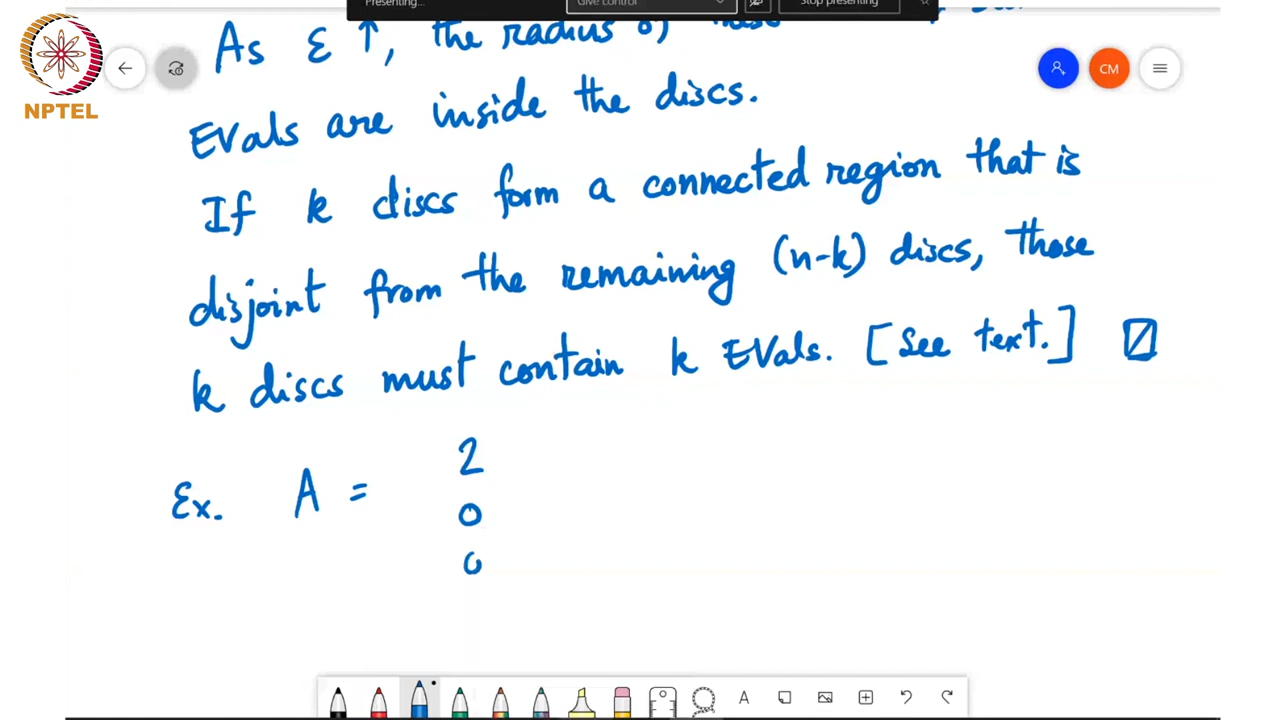 Presenting...
Give control
Stop presenting
As ε ↑, the radius of these
NPTEL
CM
EVals are inside the discs.
If k discs form a connected region that is
disjoint from the remaining (n-k) discs, those
k discs must contain k EVals. [See text.]
Ex. A =
2
0
0
A